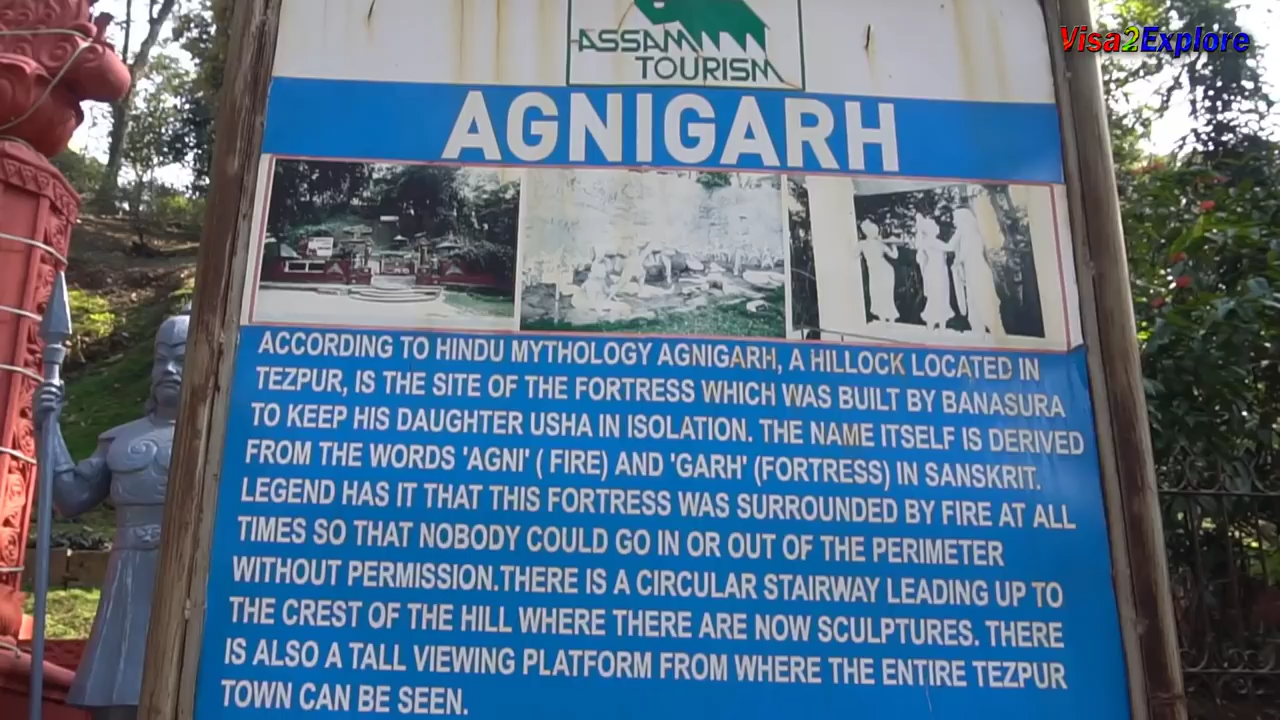 Visa2Explore
ASSAM
TOURISM
AGNIGARH
ACCORDING TO HINDU MYTHOLOGY AGNIGARH, A HILLOCK LOCATED IN
TEZPUR, IS THE SITE OF THE FORTRESS WHICH WAS BUILT BY BANASURA
TO KEEP HIS DAUGHTER USHA IN ISOLATION. THE NAME ITSELF IS DERIVED
FROM THE WORDS 'AGNI' ( FIRE) AND 'GARH' (FORTRESS) IN SANSKRIT.
LEGEND HAS IT THAT THIS FORTRESS WAS SURROUNDED BY FIRE AT ALL
TIMES SO THAT NOBODY COULD GO IN OR OUT OF THE PERIMETER
WITHOUT PERMISSION.THERE IS A CIRCULAR STAIRWAY LEADING UP TO
THE CREST OF THE HILL WHERE THERE ARE NOW SCULPTURES. THERE
IS ALSO A TALL VIEWING PLATFORM FROM WHERE THE ENTIRE TEZPUR
TOWN CAN BE SEEN.